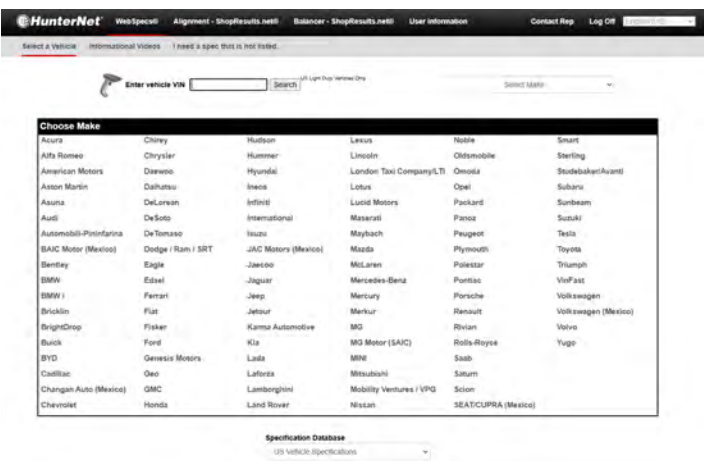 HunterNet WebSpecs® Alignment - ShopResults.net® Balancer - ShopResults.net® User Information Contact Rep Log Off
Select a Vehicle Informational Videos I need a spec that is not listed.
Enter vehicle VIN Search US Light Duty Vehicles Only Select Make
Choose Make
Acura Chirey Hudson Lexus Noble Smart
Alfa Romeo Chrysler Hummer Lincoln Oldsmobile Sterling
American Motors Daewoo Hyundai London Taxi Company/LTI Omoda Studebaker/Avanti
Aston Martin Daihatsu Ineos Lotus Opel Subaru
Asuna DeLorean Infiniti Lucid Motors Packard Sunbeam
Audi DeSoto International Maserati Panoz Suzuki
Automobili-Pininfarina DeTomaso Isuzu Maybach Peugeot Tesla
BAIC Motor (Mexico) Dodge / Ram / SRT JAC Motors (Mexico) Mazda Plymouth Toyota
Bentley Eagle Jaecoo McLaren Polestar Triumph
BMW Edsel Jaguar Mercedes-Benz Pontiac VinFast
BMW i Ferrari Jeep Mercury Porsche Volkswagen
Bricklin Fiat Jetour Merkur Renault Volkswagen (Mexico)
BrightDrop Fisker Karma Automotive MG Rivian Volvo
Buick Ford Kia MG Motor (SAIC) Rolls-Royce Yugo
BYD Genesis Motors Lada MINI Saab
Cadillac Geo Laforza Mitsubishi Saturn
Changan Auto (Mexico) GMC Lamborghini Mobility Ventures / VPG Scion
Chevrolet Honda Land Rover Nissan SEAT/CUPRA (Mexico)
Specification Database
US Vehicle Specifications